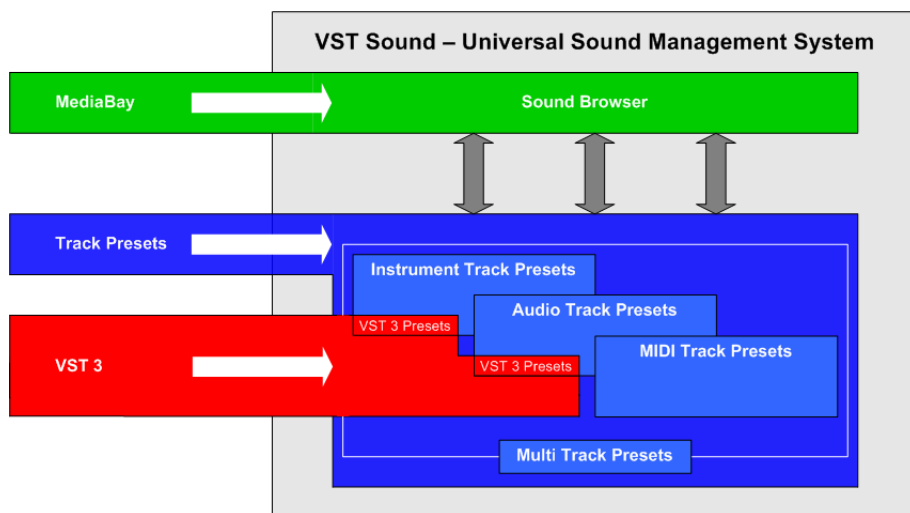 VST Sound – Universal Sound Management System
MediaBay
Sound Browser
Track Presets
Instrument Track Presets
Audio Track Presets
VST 3 Presets
MIDI Track Presets
VST 3
VST 3 Presets
Multi Track Presets